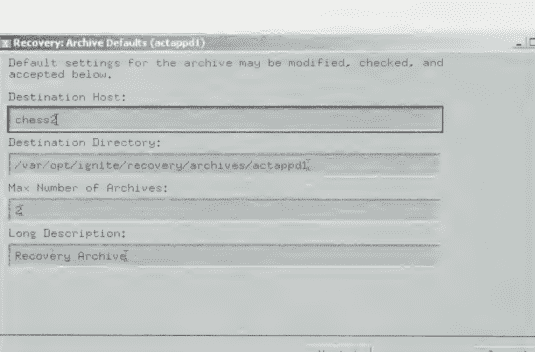 Recovery: Archive Defaults (actappd1)
Default settings for the archive may be modified, checked, and
accepted below.
Destination Host:
chess2
Destination Directory:
/var/opt/ignite/recovery/archives/actappd1
Max Number of Archives:
2
Long Description:
Recovery Archive